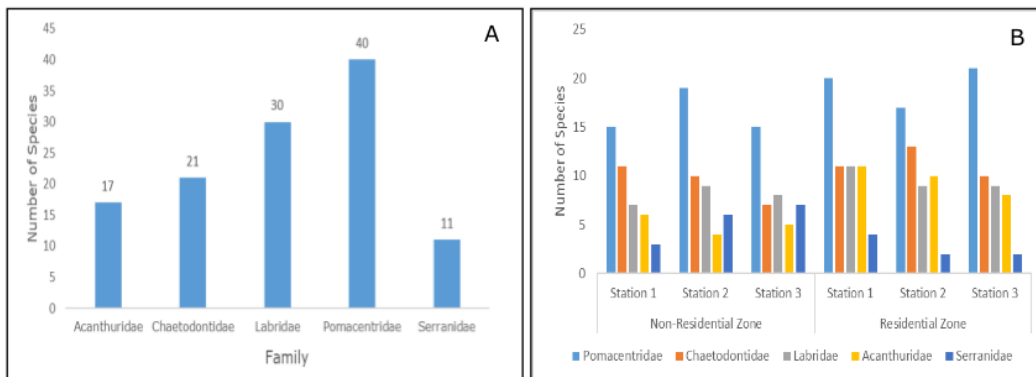 A
45
40
35
30
25
20
15
10
5
0
Number of Species
17
21
30
40
11
Acanthuridae Chaetodontidae Labridae Pomacentridae Serranidae
Family
B
25
20
15
10
5
0
Number of Species
Station 1 Station 2 Station 3 Station 1 Station 2 Station 3
Non-Residential Zone Residential Zone
Pomacentridae Chaetodontidae Labridae Acanthuridae Serranidae